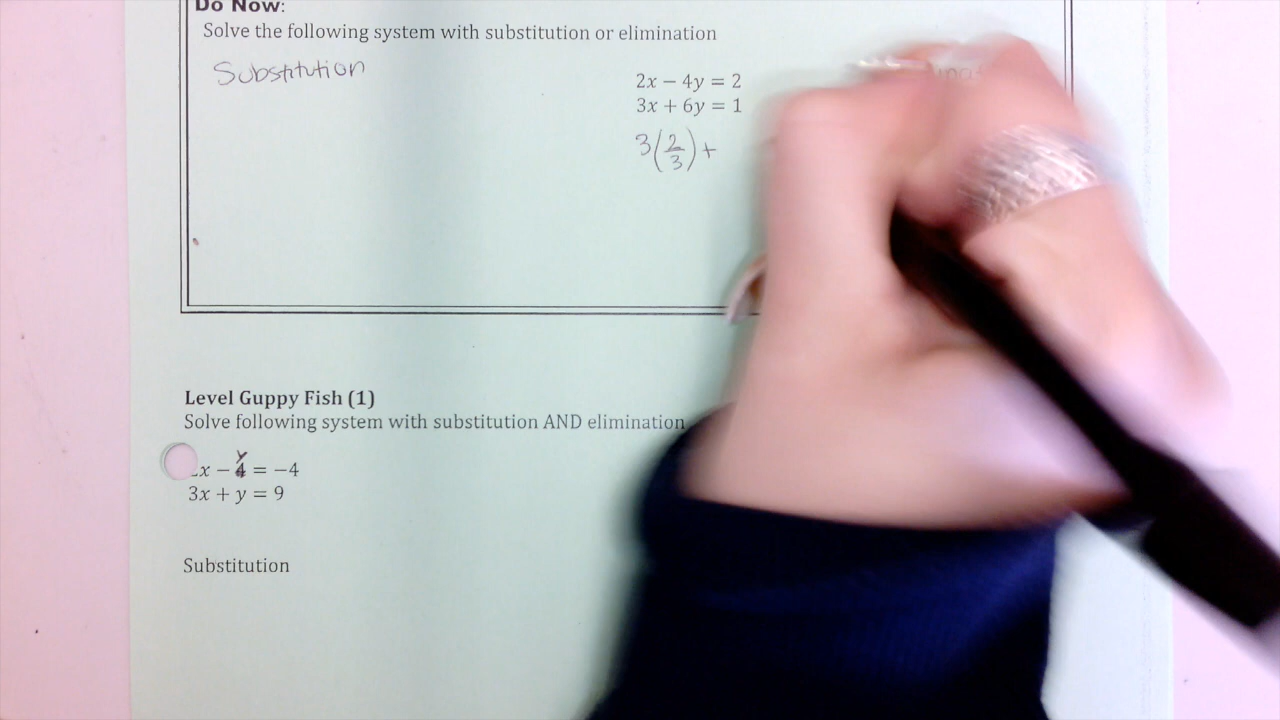 Do Now:
Solve the following system with substitution or elimination
Substitution
2x − 4y = 2
3x + 6y = 1
3(2/3) +
Level Guppy Fish (1)
Solve following system with substitution AND elimination
x − y = −4
3x + y = 9
Substitution